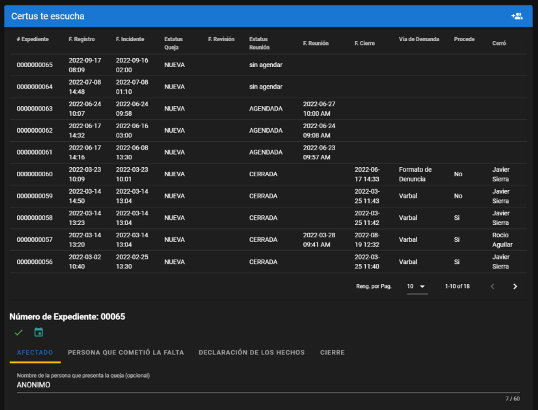 Certus te escucha
# Expediente F. Registro F. Incidente Estatus Queja F. Revisión Estatus Reunión F. Reunión F. Cierre Vía de Demanda Procede Cerró
0000000065 2022-09-17 08:09 2022-09-16 02:00 NUEVA sin agendar
0000000064 2022-07-08 14:48 2022-07-08 01:10 NUEVA sin agendar
0000000063 2022-06-24 10:07 2022-06-24 09:58 NUEVA AGENDADA 2022-06-27 10:00 AM
0000000062 2022-06-17 14:32 2022-06-16 03:00 NUEVA AGENDADA 2022-06-24 09:08 AM
0000000061 2022-06-17 14:16 2022-06-08 13:30 NUEVA AGENDADA 2022-06-23 09:57 AM
0000000060 2022-03-23 10:09 2022-03-23 10:01 NUEVA CERRADA 2022-06-17 14:33 Formato de Denuncia No Javier Sierra
0000000059 2022-03-14 14:50 2022-03-14 13:04 NUEVA CERRADA 2022-03-25 11:43 Varbal No Javier Sierra
0000000058 2022-03-14 13:23 2022-03-14 13:04 NUEVA CERRADA 2022-03-25 11:42 Varbal Si Javier Sierra
0000000057 2022-03-14 13:20 2022-03-14 13:04 NUEVA CERRADA 2022-03-28 09:41 AM 2022-08-19 12:32 Varbal Si Rocio Aguilar
0000000056 2022-03-02 10:40 2022-02-25 13:30 NUEVA CERRADA 2022-03-25 11:40 Varbal Si Javier Sierra
Reng. por Pag. 10 1-10 of 18
Número de Expediente: 00065
AFECTADO PERSONA QUE COMETIÓ LA FALTA DECLARACIÓN DE LOS HECHOS CIERRE
Nombre de la persona que presenta la queja (opcional)
ANONIMO
7 / 60